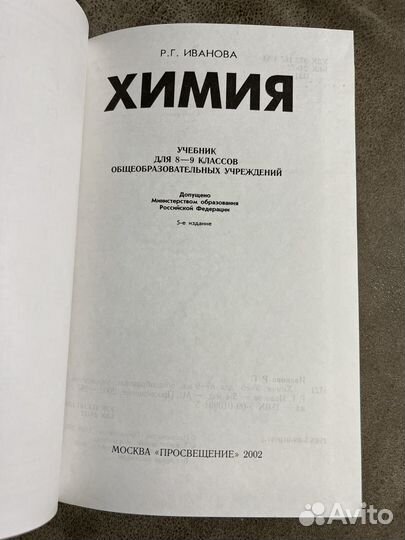 Р.Г. ИВАНОВА
ХИМИЯ
УЧЕБНИК
ДЛЯ 8—9 КЛАССОВ
ОБЩЕОБРАЗОВАТЕЛЬНЫХ УЧРЕЖДЕНИЙ
Допущено
Министерством образования
Российской Федерации
5-е издание
МОСКВА «ПРОСВЕЩЕНИЕ» 2002
Avito